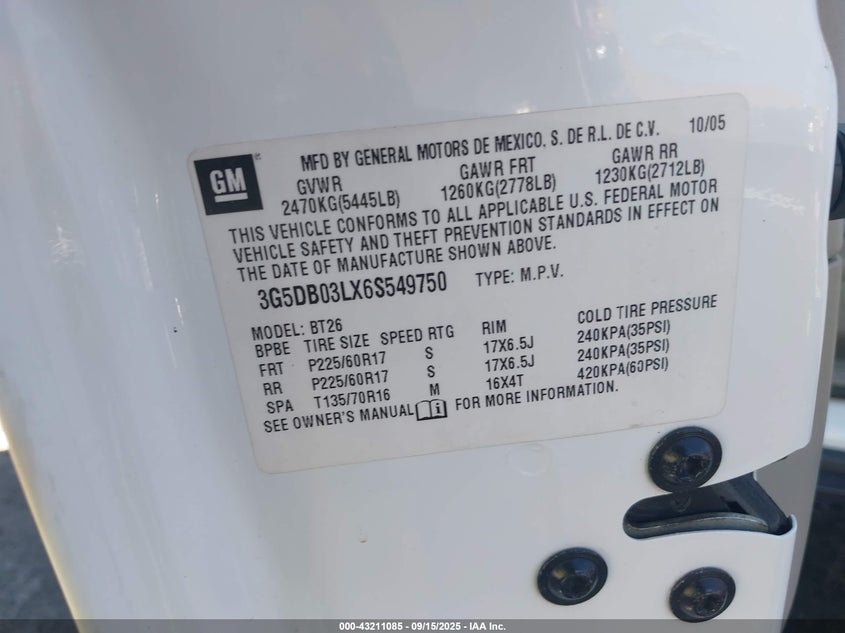 GM
MFD BY GENERAL MOTORS DE MEXICO, S. DE R.L. DE C.V. 10/05
GVWR GAWR FRT GAWR RR
2470KG(5445LB) 1260KG(2778LB) 1230KG(2712LB)
THIS VEHICLE CONFORMS TO ALL APPLICABLE U.S. FEDERAL MOTOR
VEHICLE SAFETY AND THEFT PREVENTION STANDARDS IN EFFECT ON
THE DATE OF MANUFACTURE SHOWN ABOVE.
3G5DB03LX6S549750 TYPE: M.P.V.
MODEL: BT26
BPBE TIRE SIZE SPEED RTG RIM COLD TIRE PRESSURE
FRT P225/60R17 S 17X6.5J 240KPA(35PSI)
RR P225/60R17 S 17X6.5J 240KPA(35PSI)
SPA T135/70R16 M 16X4T 420KPA(60PSI)
SEE OWNER'S MANUAL i FOR MORE INFORMATION.
000-43211085 - 09/15/2025 - IAA Inc.